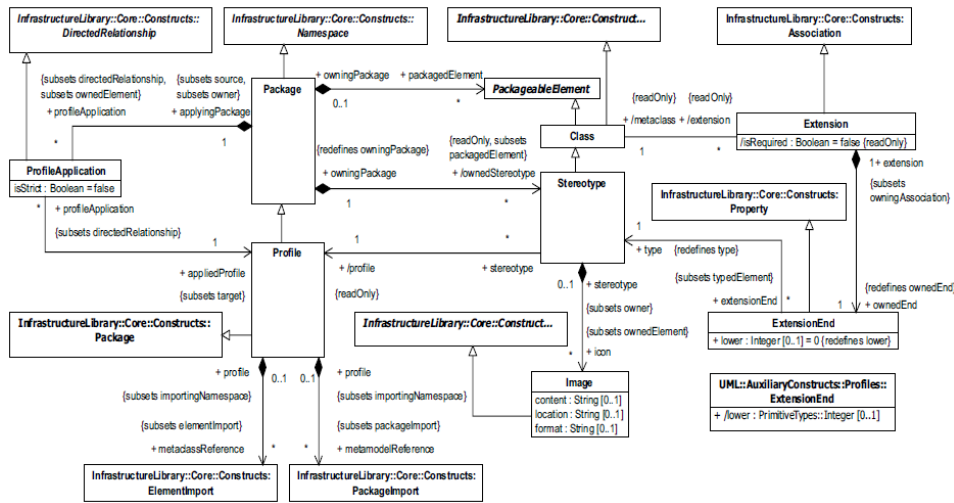 InfrastructureLibrary::Core::Constructs::
DirectedRelationship
InfrastructureLibrary::Core::Constructs::
Namespace
InfrastructureLibrary::Core::Construct...
InfrastructureLibrary::Core::Constructs:
Association
{subsets directedRelationship,
subsets ownedElement}
+ profileApplication
*
{subsets source,
subsets owner}
+ applyingPackage
1
Package
+ owningPackage
0..1
+ packagedElement
*
PackageableElement
{readOnly}
+ /metaclass
1
{readOnly}
+ /extension
*
Class
Extension
/isRequired : Boolean = false {readOnly}
ProfileApplication
isStrict : Boolean = false
{redefines owningPackage}
+ owningPackage
1
{readOnly, subsets
packagedElement}
+ /ownedStereotype
*
Stereotype
1
+ extension
{subsets
owningAssociation}
InfrastructureLibrary::Core::Constructs:
Property
*
+ profileApplication
{subsets directedRelationship}
1
+ appliedProfile
{subsets target}
Profile
1
+ /profile
{readOnly}
*
+ stereotype
1
+ type
{redefines type}
{subsets typedElement}
+ extensionEnd
*
0..1
+ stereotype
{subsets owner}
{subsets ownedElement}
*
+ icon
{redefines ownedEnd}
1
+ ownedEnd
InfrastructureLibrary::Core::Constructs::
Package
InfrastructureLibrary::Core::Construct...
ExtensionEnd
+ lower : Integer [0..1] = 0 {redefines lower}
+ profile
0..1
{subsets importingNamespace}
{subsets elementImport}
+ metaclassReference
*
0..1
+ profile
{subsets importingNamespace}
{subsets packageImport}
+ metamodelReference
*
Image
content : String [0..1]
location : String [0..1]
format : String [0..1]
UML::AuxiliaryConstructs::Profiles::
ExtensionEnd
+ /lower : PrimitiveTypes::Integer [0..1]
InfrastructureLibrary::Core::Constructs:
ElementImport
InfrastructureLibrary::Core::Constructs:
PackageImport